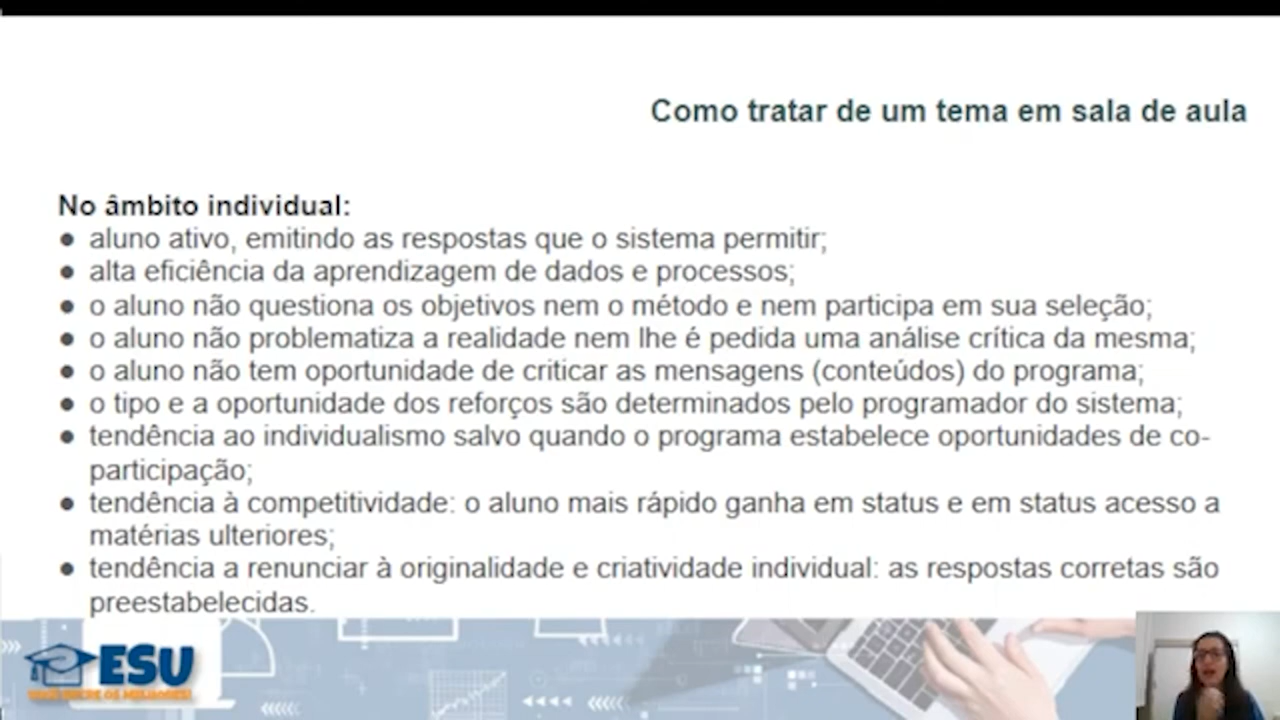 Como tratar de um tema em sala de aula
No âmbito individual:
● aluno ativo, emitindo as respostas que o sistema permitir;
● alta eficiência da aprendizagem de dados e processos;
● o aluno não questiona os objetivos nem o método e nem participa em sua seleção;
● o aluno não problematiza a realidade nem lhe é pedida uma análise crítica da mesma;
● o aluno não tem oportunidade de criticar as mensagens (conteúdos) do programa;
● o tipo e a oportunidade dos reforços são determinados pelo programador do sistema;
● tendência ao individualismo salvo quando o programa estabelece oportunidades de co-
participação;
● tendência à competitividade: o aluno mais rápido ganha em status e em status acesso a
matérias ulteriores;
● tendência a renunciar à originalidade e criatividade individual: as respostas corretas são
preestabelecidas.
ESU
VOCÊ ENTRE OS MELHORES!